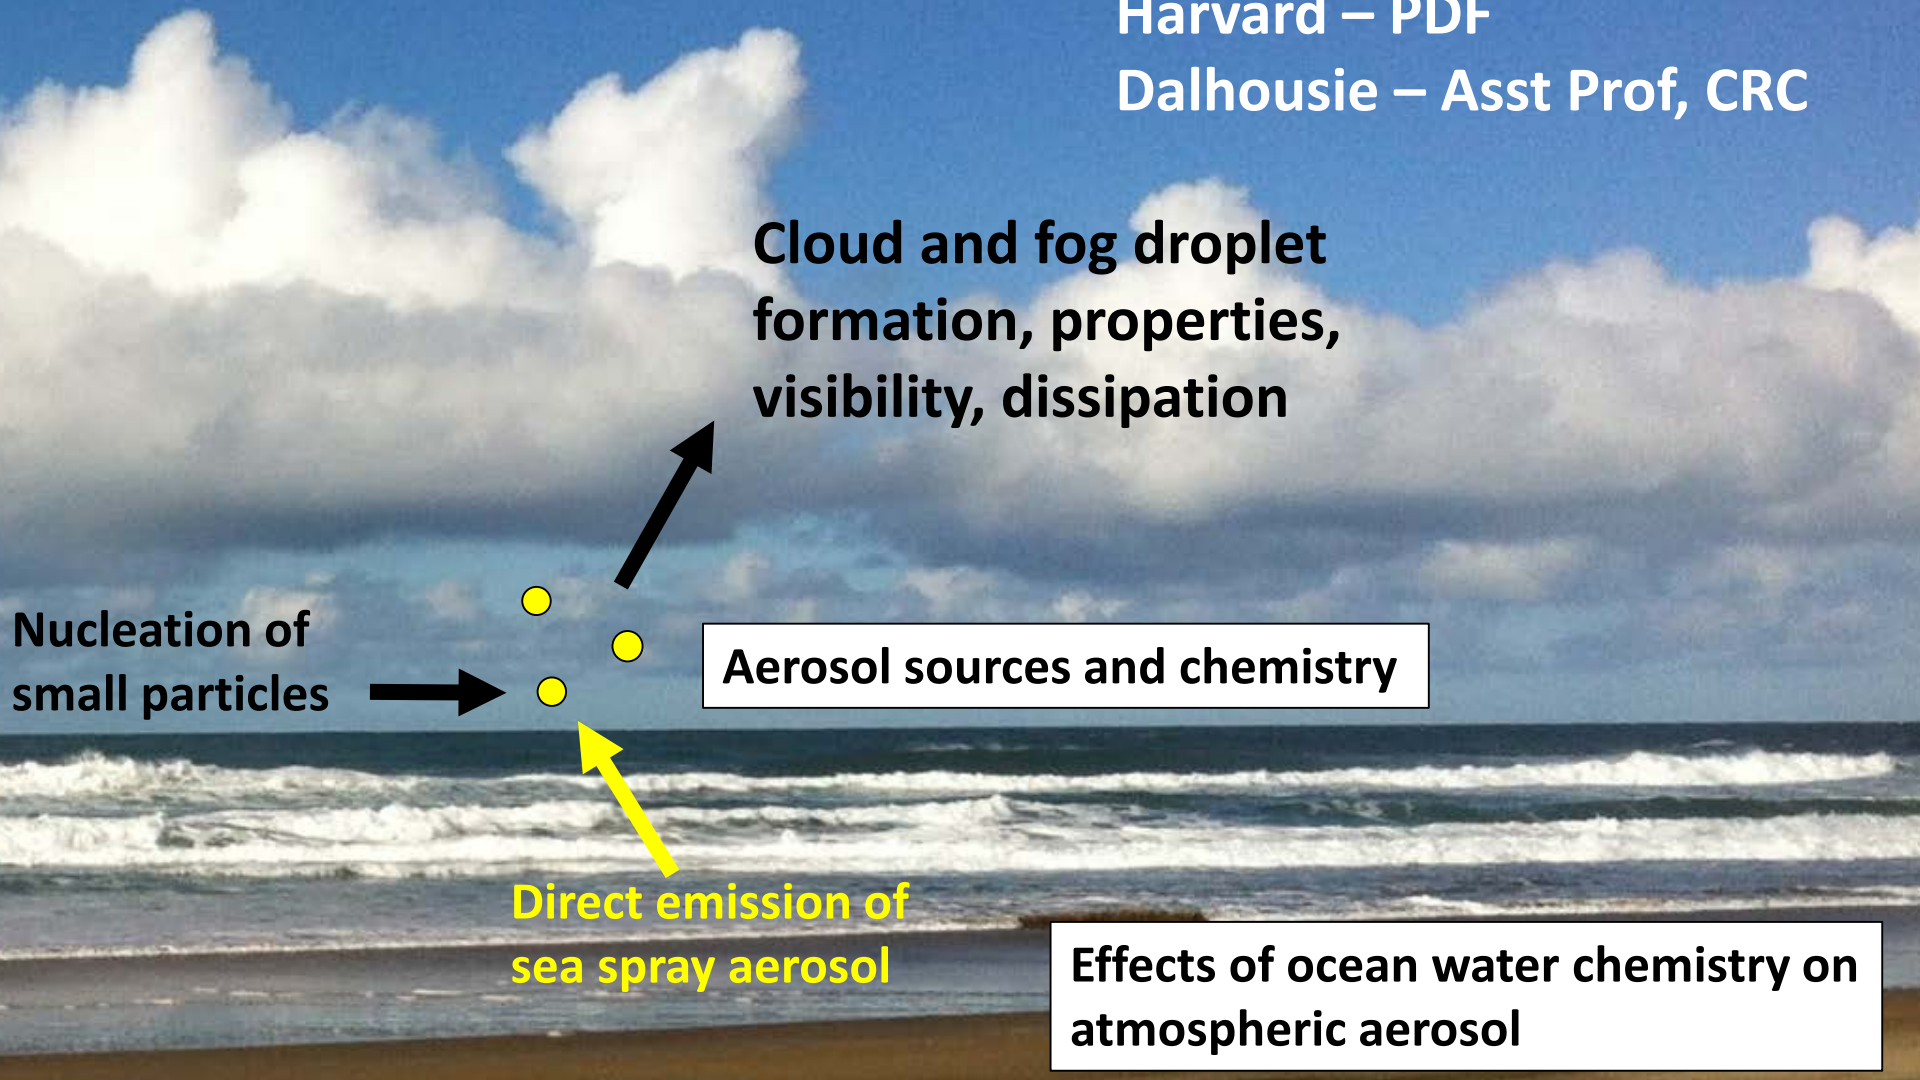 Harvard – PDF
Dalhousie – Asst Prof, CRC
Cloud and fog droplet
formation, properties,
visibility, dissipation
Nucleation of
small particles
Aerosol sources and chemistry
Direct emission of
sea spray aerosol
Effects of ocean water chemistry on
atmospheric aerosol